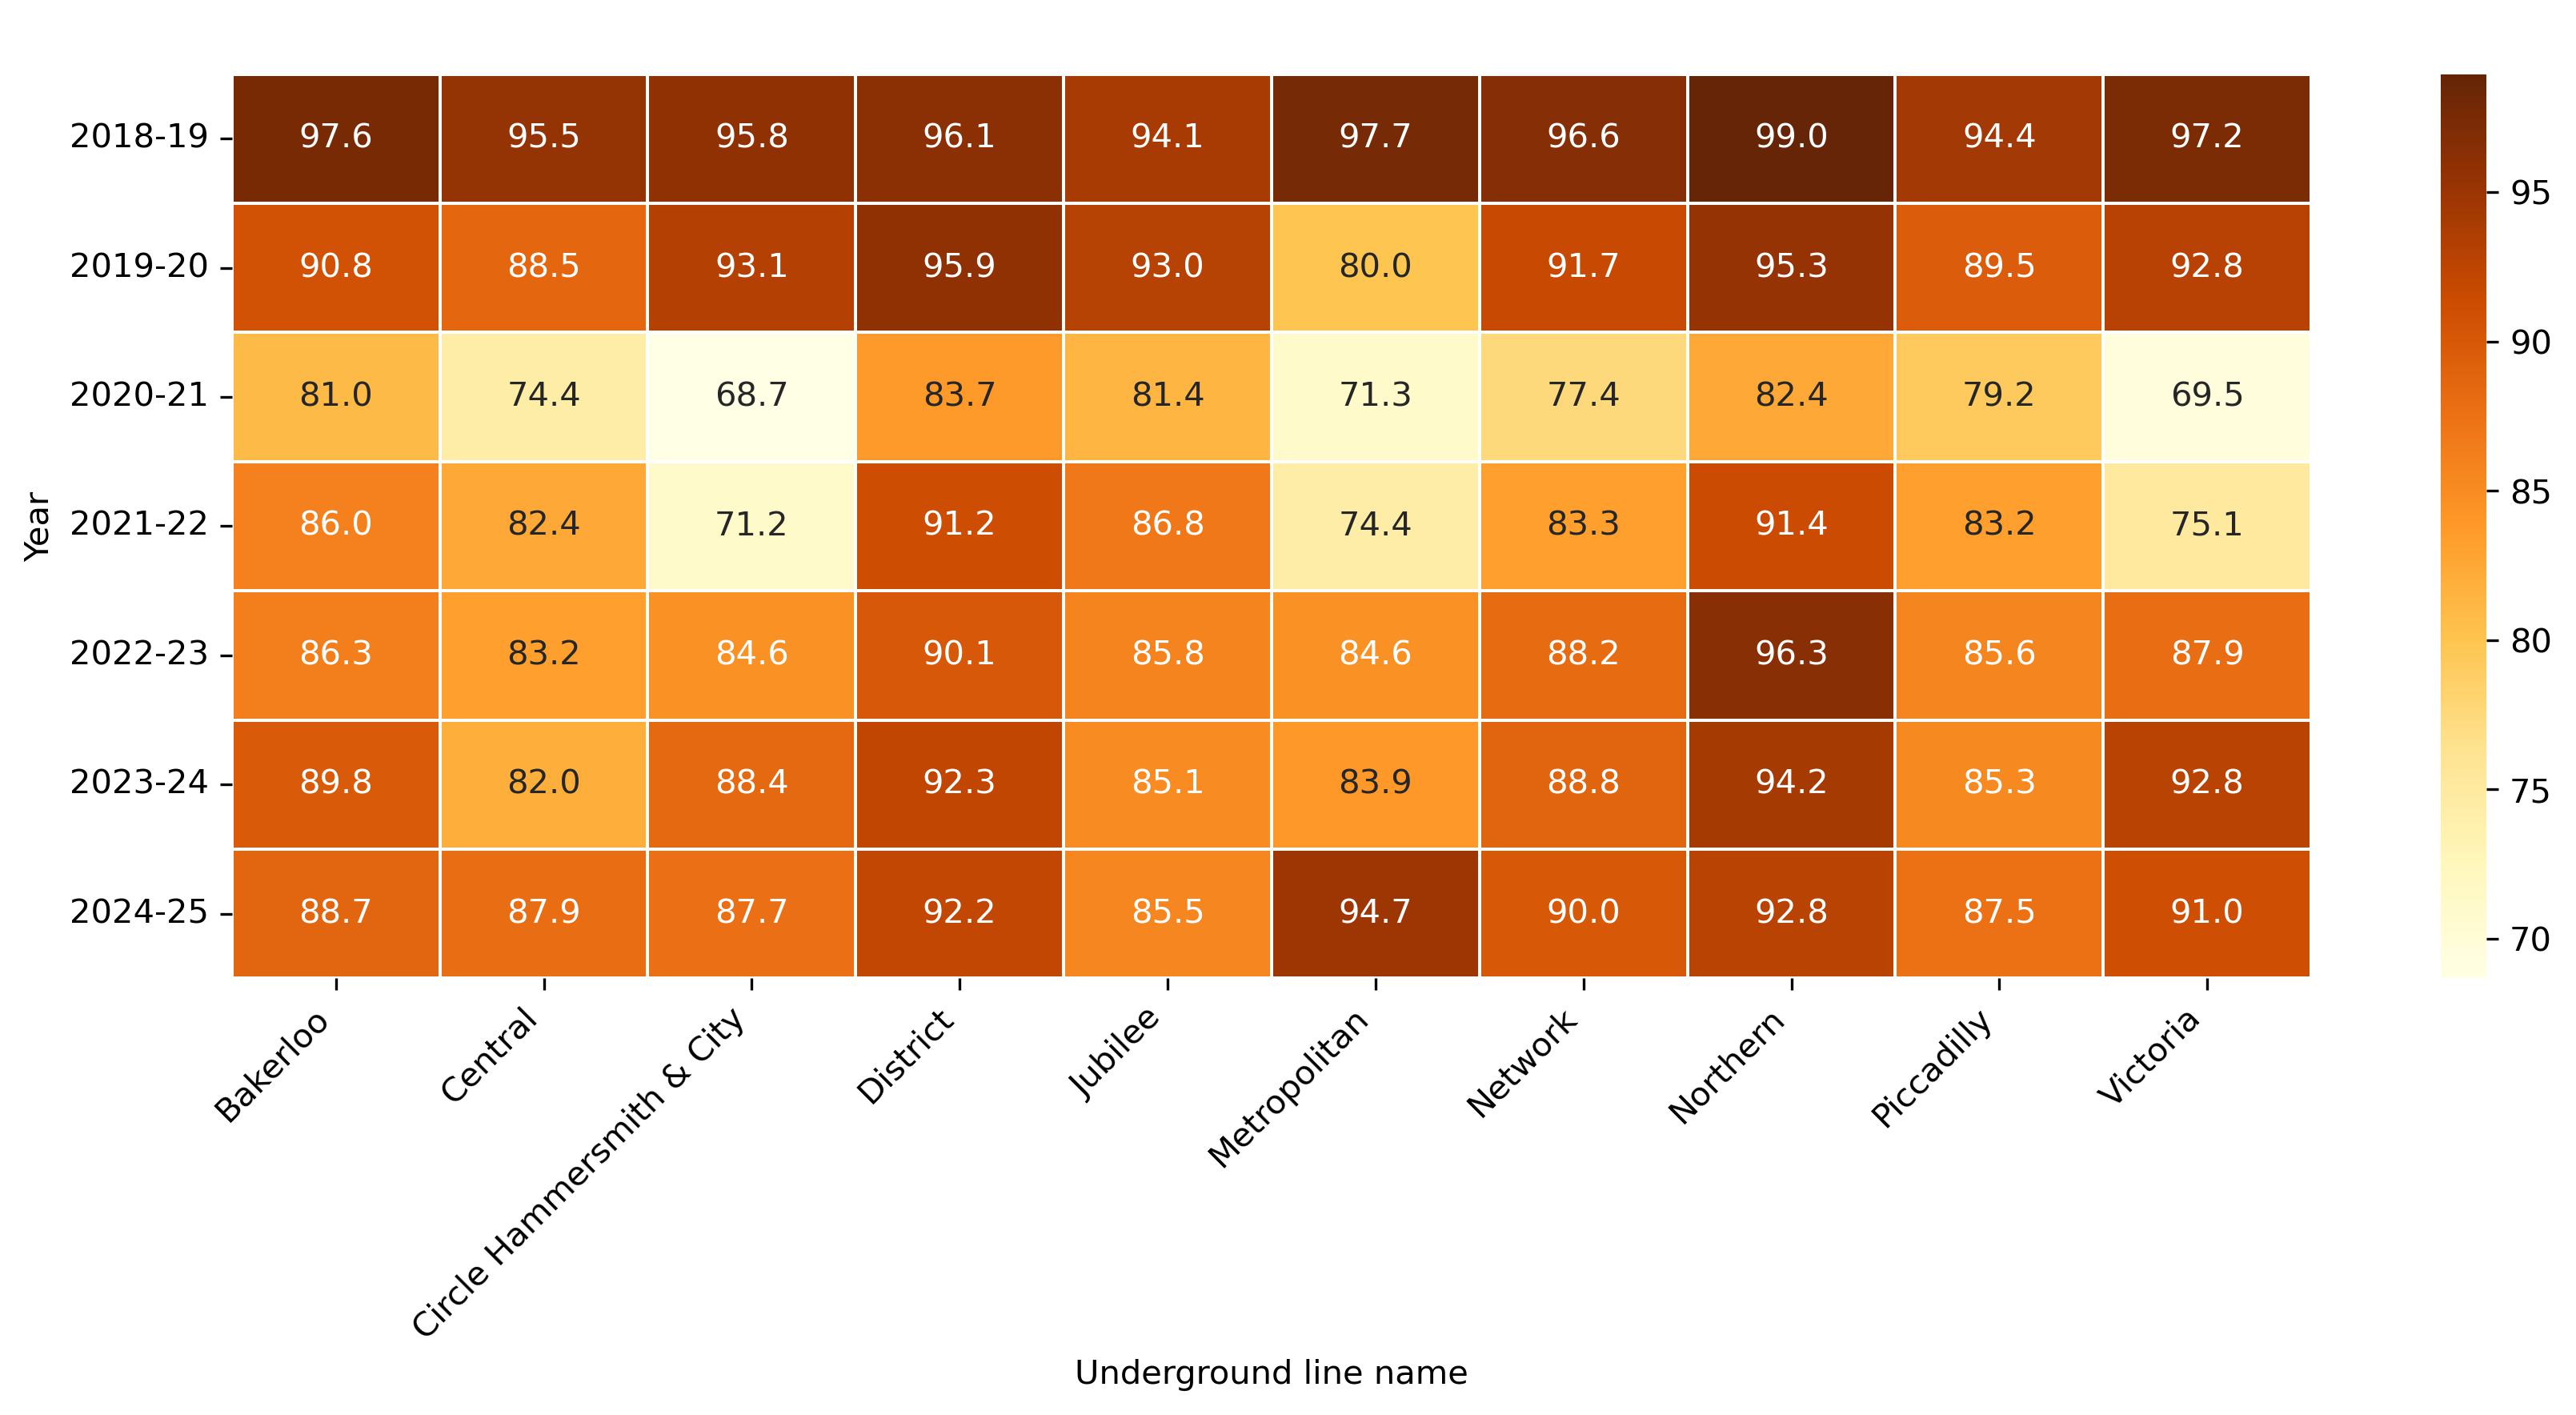 2018-19 97.6 95.5 95.8 96.1 94.1 97.7 96.6 99.0 94.4 97.2
2019-20 90.8 88.5 93.1 95.9 93.0 80.0 91.7 95.3 89.5 92.8
2020-21 81.0 74.4 68.7 83.7 81.4 71.3 77.4 82.4 79.2 69.5
2021-22 86.0 82.4 71.2 91.2 86.8 74.4 83.3 91.4 83.2 75.1
2022-23 86.3 83.2 84.6 90.1 85.8 84.6 88.2 96.3 85.6 87.9
2023-24 89.8 82.0 88.4 92.3 85.1 83.9 88.8 94.2 85.3 92.8
2024-25 88.7 87.9 87.7 92.2 85.5 94.7 90.0 92.8 87.5 91.0
Year
Bakerloo
Central
Circle Hammersmith & City
District
Jubilee
Metropolitan
Network
Northern
Piccadilly
Victoria
Underground line name
95
90
85
80
75
70